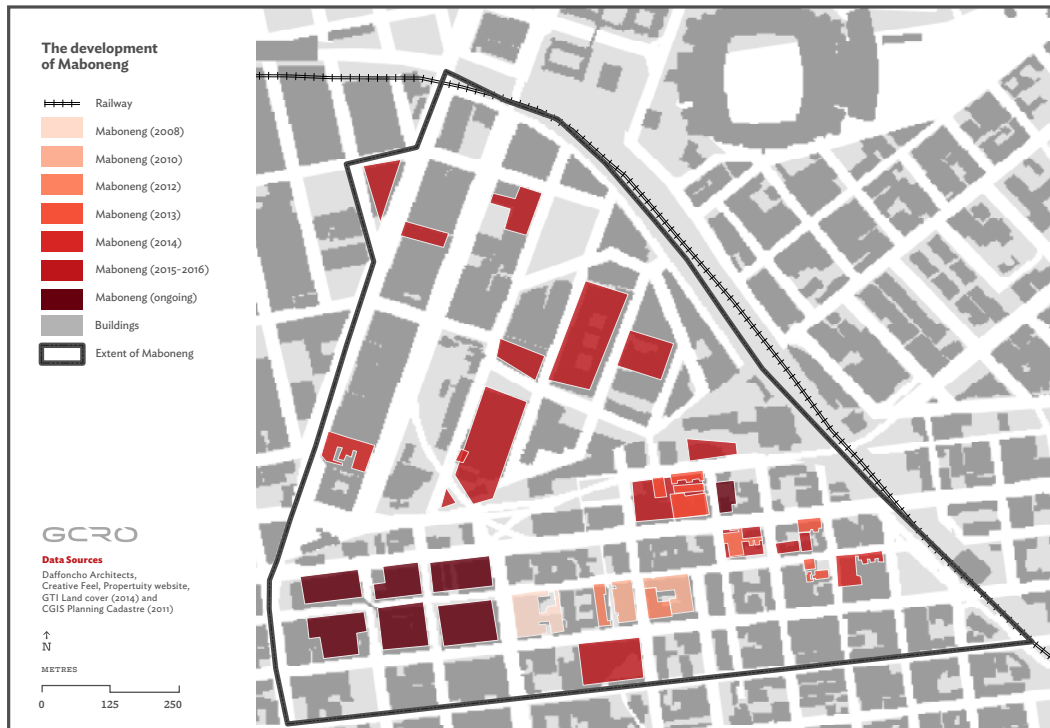 The development
of Maboneng
Railway
Maboneng (2008)
Maboneng (2010)
Maboneng (2012)
Maboneng (2013)
Maboneng (2014)
Maboneng (2015-2016)
Maboneng (ongoing)
Buildings
Extent of Maboneng
GCRO
Data Sources
Daffoncho Architects,
Creative Feel, Propertuity website,
GTI Land cover (2014) and
CGIS Planning Cadastre (2011)
N
METRES
0 125 250